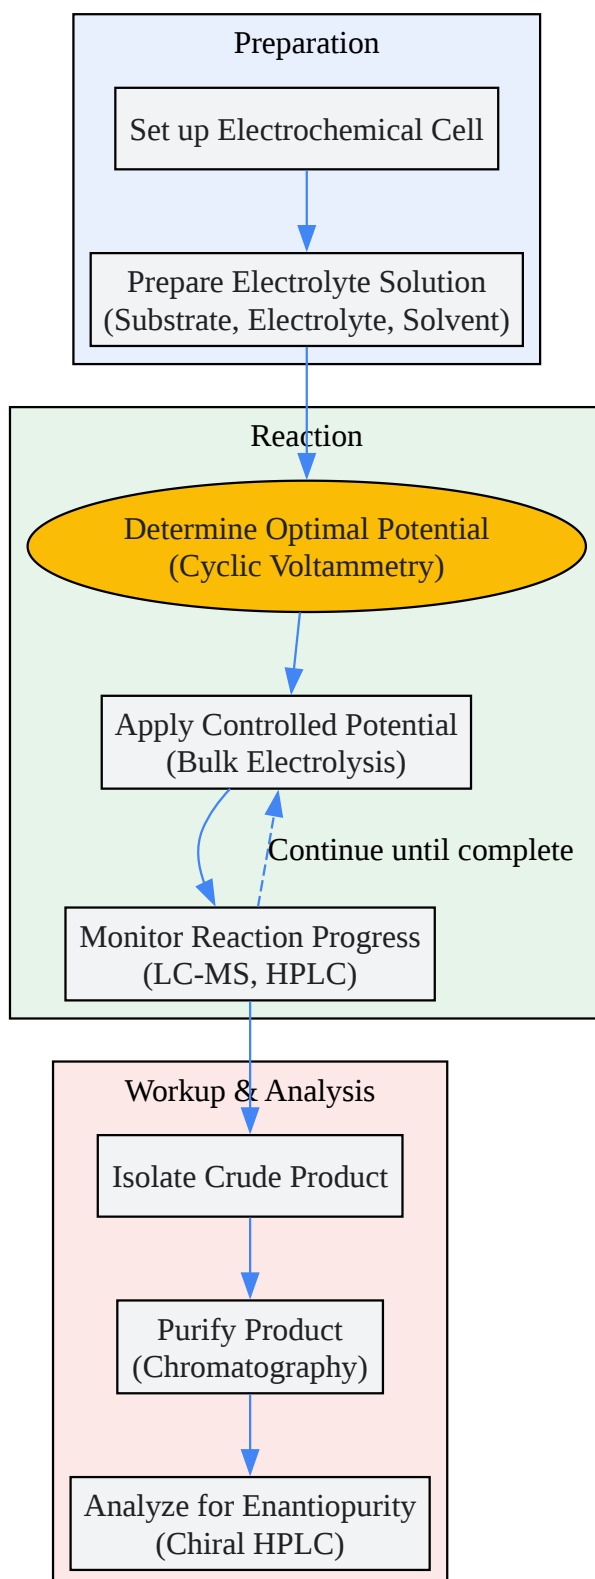 Preparation
Set up Electrochemical Cell
Prepare Electrolyte Solution
(Substrate, Electrolyte, Solvent)
Reaction
Determine Optimal Potential
(Cyclic Voltammetry)
Apply Controlled Potential
(Bulk Electrolysis)
Continue until complete
Monitor Reaction Progress
(LC-MS, HPLC)
Workup & Analysis
Isolate Crude Product
Purify Product
(Chromatography)
Analyze for Enantiopurity
(Chiral HPLC)